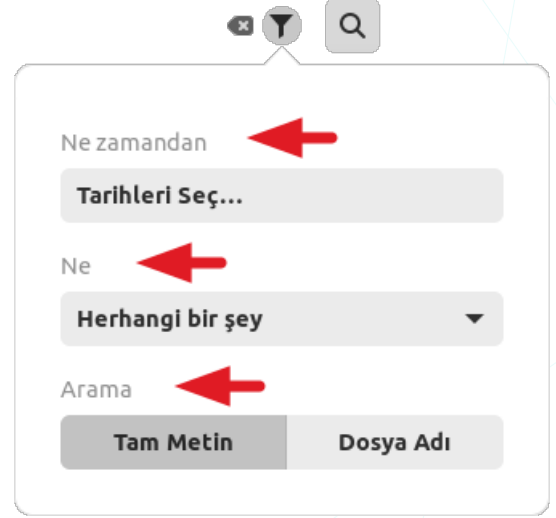 Ne zamandan
Tarihleri Seç...
Ne
Herhangi bir şey
Arama
Tam Metin
Dosya Adı